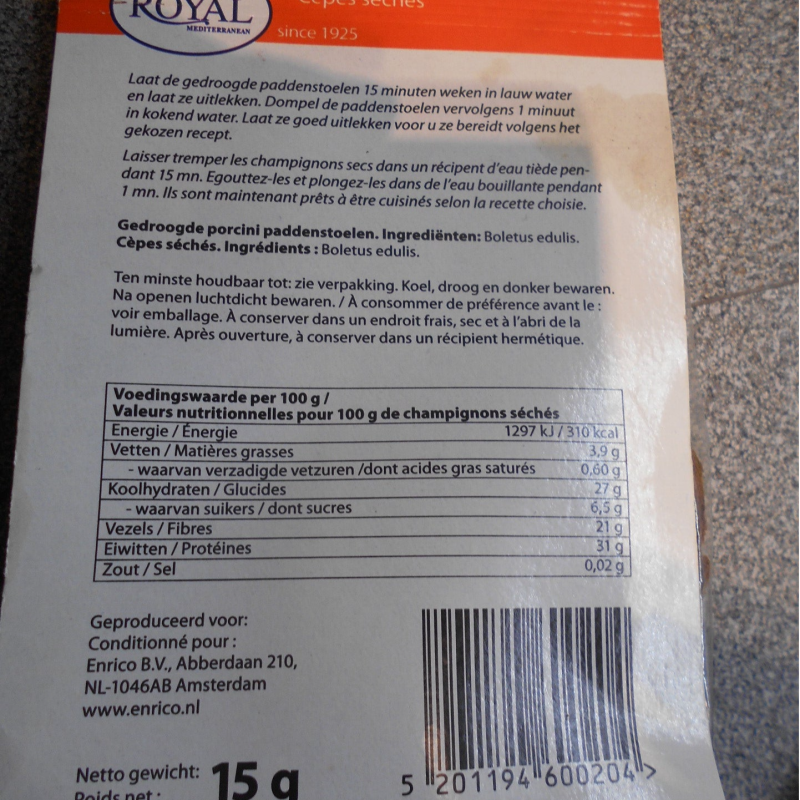 ROYAL
MEDITERRANEAN
Cèpes séchés
since 1925
Laat de gedroogde paddenstoelen 15 minuten weken in lauw water
en laat ze uitlekken. Dompel de paddenstoelen vervolgens 1 minuut
in kokend water. Laat ze goed uitlekken voor u ze bereidt volgens het
gekozen recept.
Laisser tremper les champignons secs dans un récipent d'eau tiède pen-
dant 15 mn. Egouttez-les et plongez-les dans de l'eau bouillante pendant
1 mn. Ils sont maintenant prêts à être cuisinés selon la recette choisie.
Gedroogde porcini paddenstoelen. Ingrediënten: Boletus edulis.
Cèpes séchés. Ingrédients : Boletus edulis.
Ten minste houdbaar tot: zie verpakking. Koel, droog en donker bewaren.
Na openen luchtdicht bewaren. / À consommer de préférence avant le :
voir emballage. À conserver dans un endroit frais, sec et à l'abri de la
lumière. Après ouverture, à conserver dans un récipient hermétique.
Voedingswaarde per 100 g /
Valeurs nutritionnelles pour 100 g de champignons séchés
Energie / Énergie 1297 kJ / 310 kcal
Vetten / Matières grasses 3,9 g
- waarvan verzadigde vetzuren /dont acides gras saturés 0,60 g
Koolhydraten / Glucides 27 g
- waarvan suikers / dont sucres 6,5 g
Vezels / Fibres 21 g
Eiwitten / Protéines 31 g
Zout / Sel 0,02 g
Geproduceerd voor:
Conditionné pour :
Enrico B.V., Abberdaan 210,
NL-1046AB Amsterdam
www.enrico.nl
Netto gewicht: 15 g
Poids net :
5 201194 600204 >